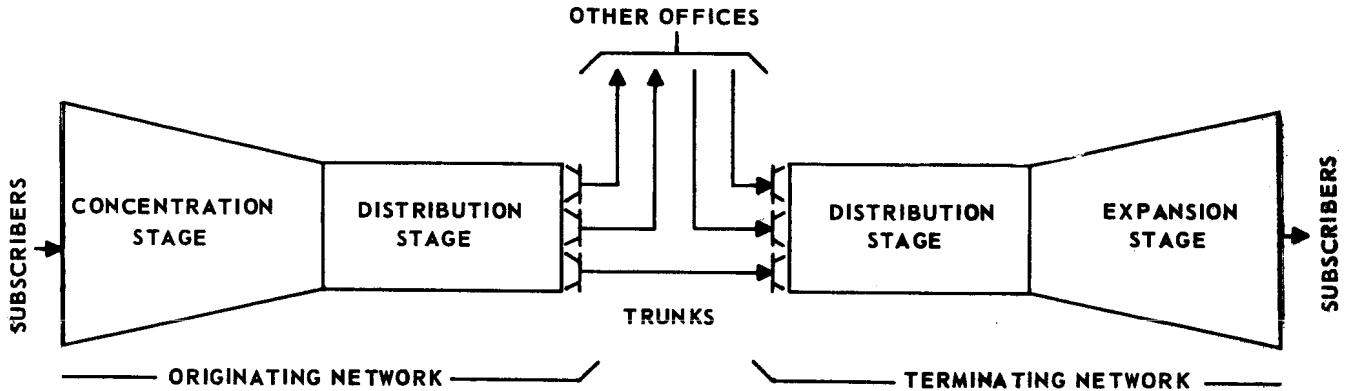 OTHER OFFICES
SUBSCRIBERS
CONCENTRATION
STAGE
DISTRIBUTION
STAGE
TRUNKS
DISTRIBUTION
STAGE
EXPANSION
STAGE
SUBSCRIBERS
ORIGINATING NETWORK
TERMINATING NETWORK